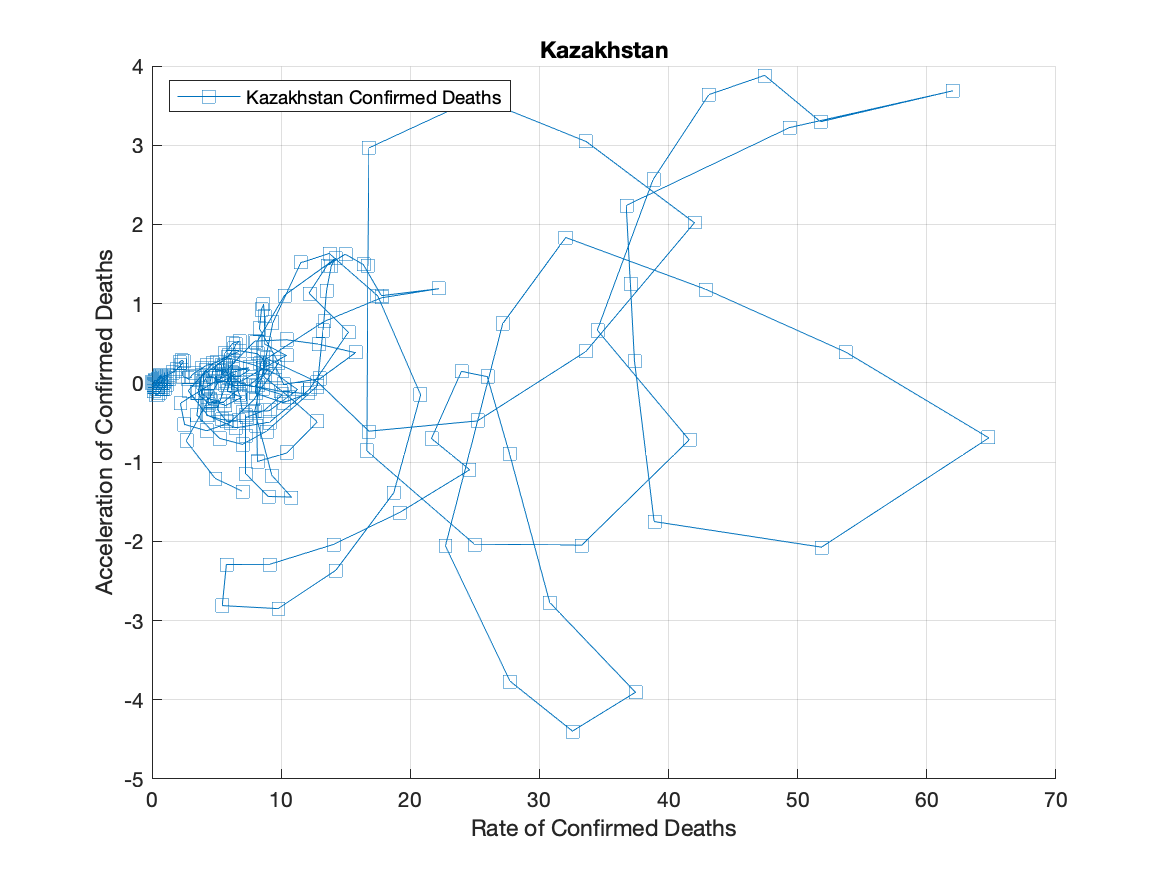 Kazakhstan
Kazakhstan Confirmed Deaths
4
3
2
1
0
-1
-2
-3
-4
-5
Acceleration of Confirmed Deaths
0 10 20 30 40 50 60 70
Rate of Confirmed Deaths